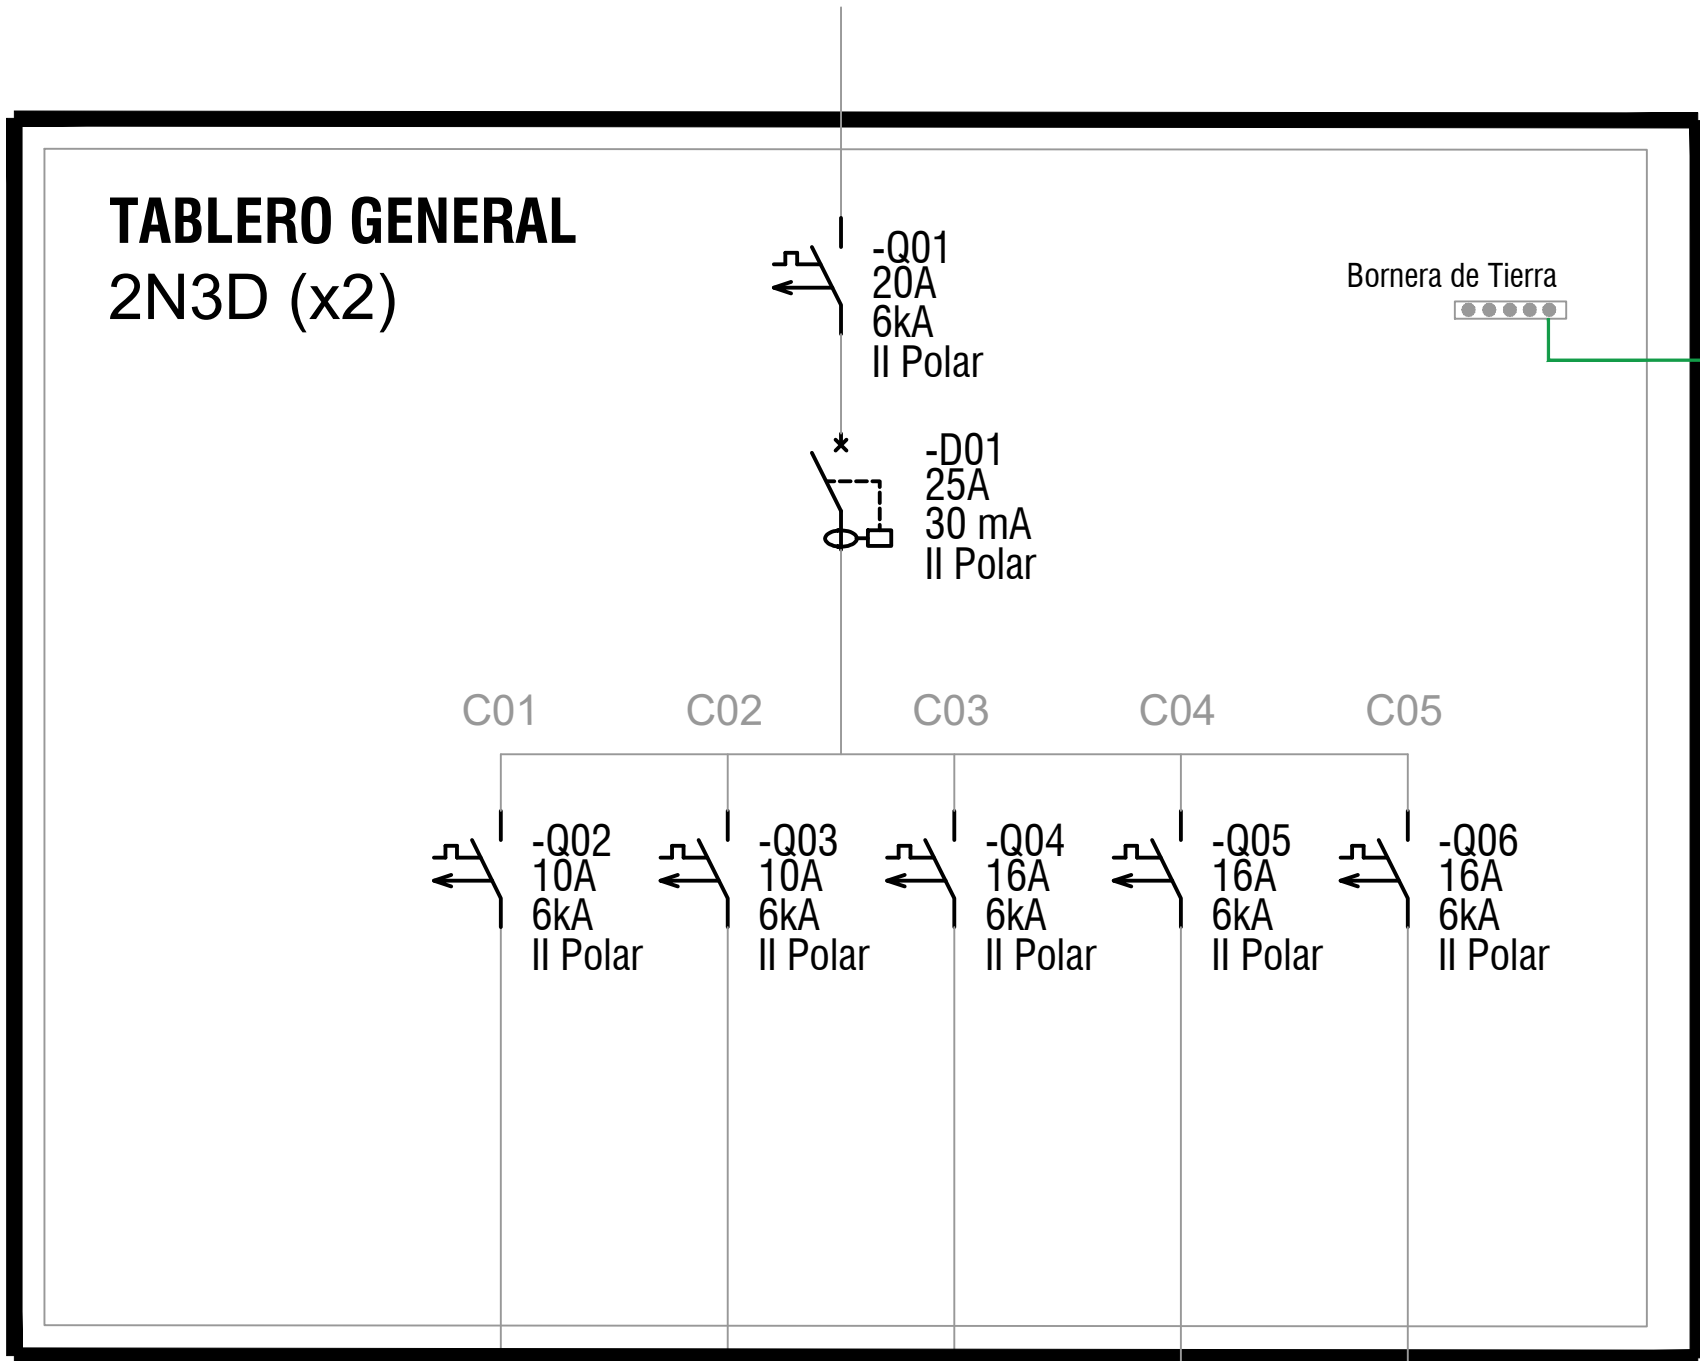 TABLERO GENERAL
2N3D (x2)
-Q01
20A
6kA
II Polar
Bornera de Tierra
-D01
25A
30 mA
II Polar
C01
C02
C03
C04
C05
-Q02
10A
6kA
II Polar
-Q03
10A
6kA
II Polar
-Q04
16A
6kA
II Polar
-Q05
16A
6kA
II Polar
-Q06
16A
6kA
II Polar